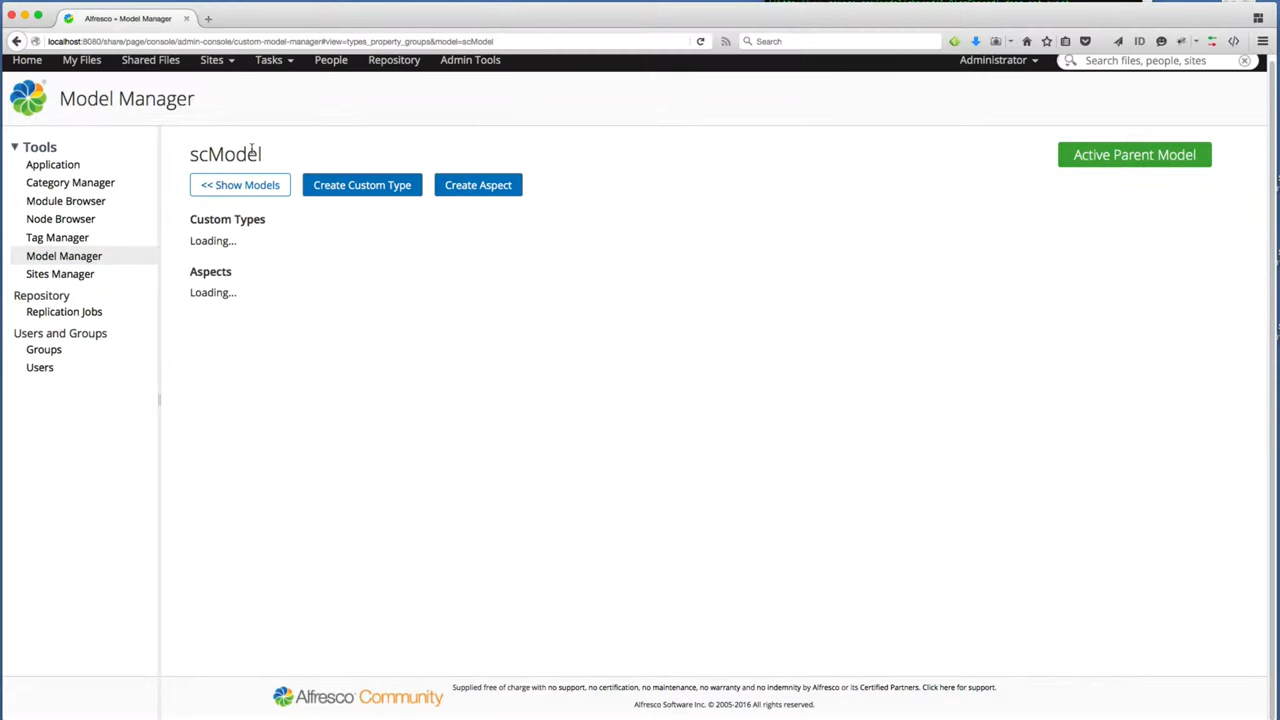 Alfresco » Model Manager
localhost:8080/share/page/console/admin-console/custom-model-manager#view=types_property_groups&model=scModel
Search
ID
Home My Files Shared Files Sites Tasks People Repository Admin Tools Administrator Search files, people, sites
Model Manager
Tools
Application
Category Manager
Module Browser
Node Browser
Tag Manager
Model Manager
Sites Manager
Repository
Replication Jobs
Users and Groups
Groups
Users
scModel
Active Parent Model
<< Show Models Create Custom Type Create Aspect
Custom Types
Loading...
Aspects
Loading...
Alfresco Community
Supplied free of charge with no support, no certification, no maintenance, no warranty and no indemnity by Alfresco or its Certified Partners. Click here for support.
Alfresco Software Inc. © 2005-2016 All rights reserved.